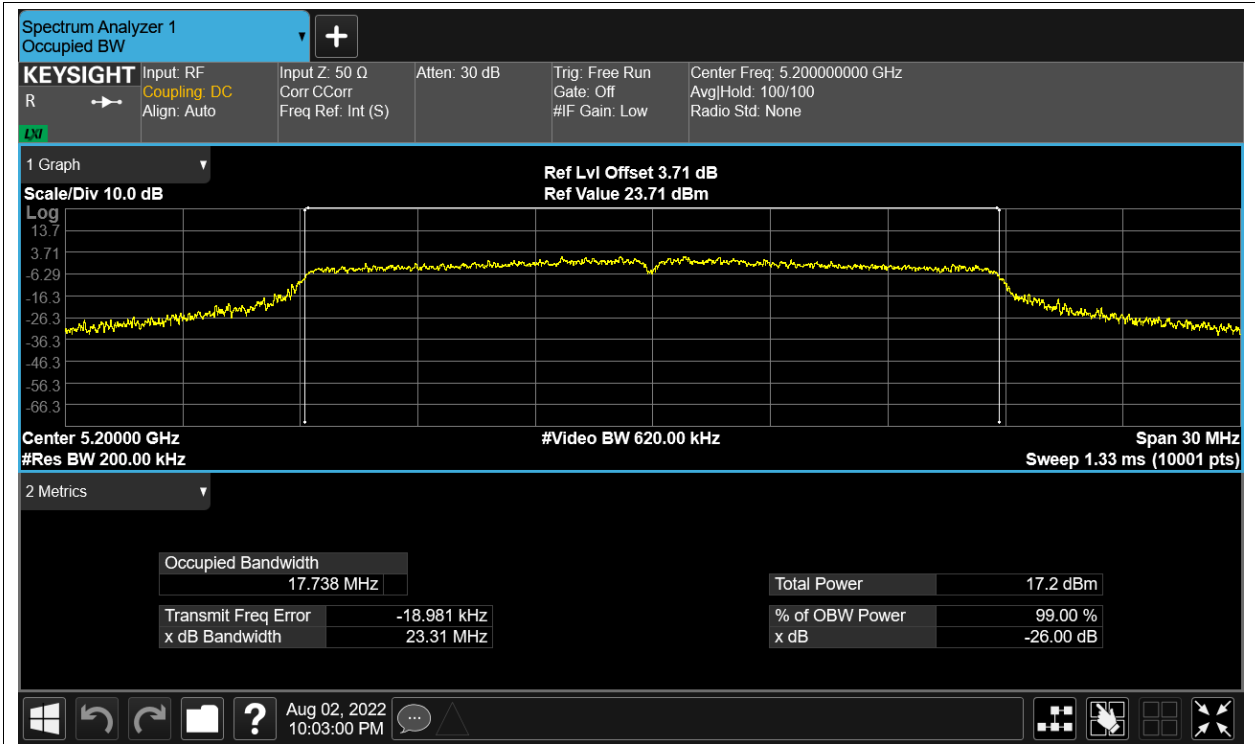 Spectrum Analyzer 1
Occupied BW
KEYSIGHT
R
LXI
Input: RF
Coupling: DC
Align: Auto
Input Z: 50 Ω
Corr CCorr
Freq Ref: Int (S)
Atten: 30 dB
Trig: Free Run
Gate: Off
#IF Gain: Low
Center Freq: 5.200000000 GHz
Avg|Hold: 100/100
Radio Std: None
1 Graph
Scale/Div 10.0 dB
Ref Lvl Offset 3.71 dB
Ref Value 23.71 dBm
Log
13.7
3.71
-6.29
-16.3
-26.3
-36.3
-46.3
-56.3
-66.3
Center 5.20000 GHz
#Video BW 620.00 kHz
Span 30 MHz
#Res BW 200.00 kHz
Sweep 1.33 ms (10001 pts)
2 Metrics
Occupied Bandwidth
17.738 MHz
Total Power 17.2 dBm
Transmit Freq Error -18.981 kHz
% of OBW Power 99.00 %
x dB Bandwidth 23.31 MHz
x dB -26.00 dB
?
Aug 02, 2022
10:03:00 PM